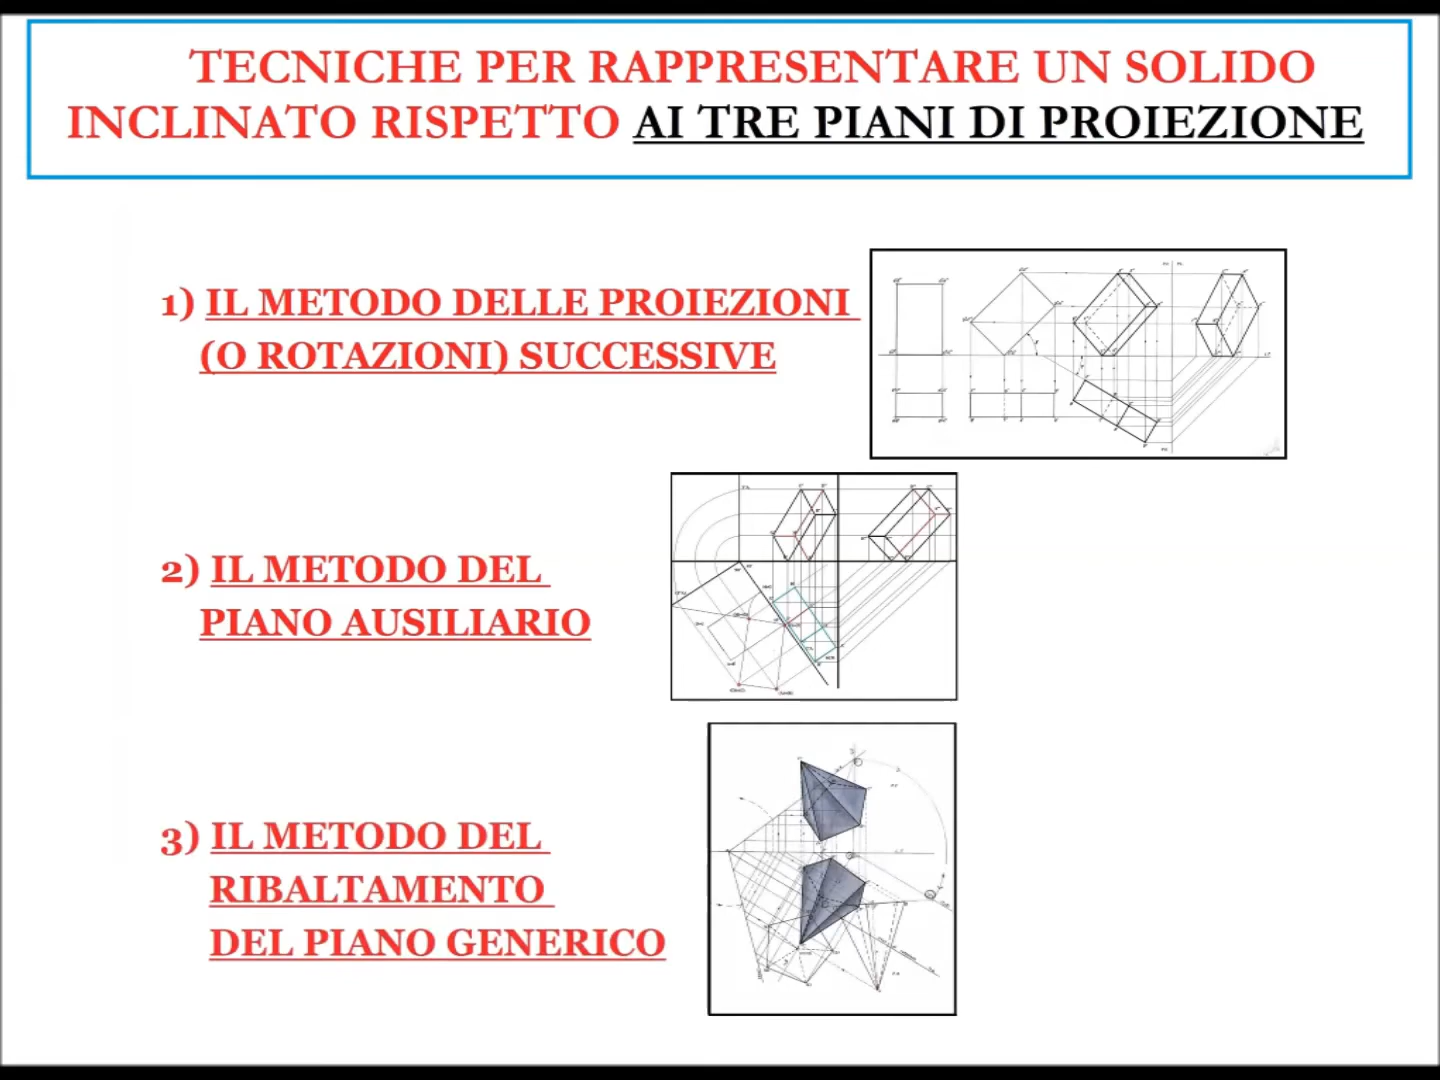 TECNICHE PER RAPPRESENTARE UN SOLIDO
INCLINATO RISPETTO AI TRE PIANI DI PROIEZIONE
1) IL METODO DELLE PROIEZIONI
(O ROTAZIONI) SUCCESSIVE
2) IL METODO DEL
PIANO AUSILIARIO
3) IL METODO DEL
RIBALTAMENTO
DEL PIANO GENERICO